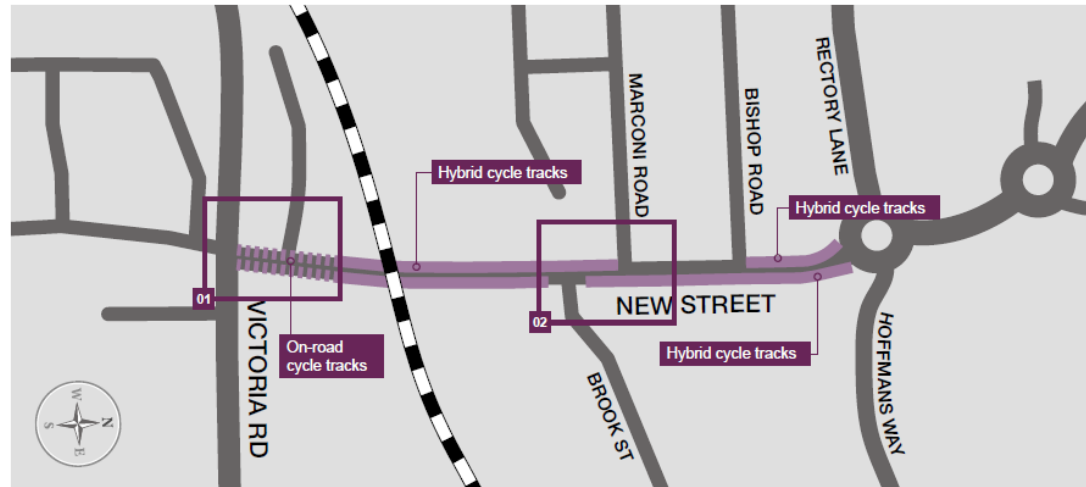 MARCONI ROAD
BISHOP ROAD
RECTORY LANE
Hybrid cycle tracks
Hybrid cycle tracks
01
02
NEW STREET
VICTORIA RD
On-road
cycle tracks
Hybrid cycle tracks
BROOK ST
HOFFMANS WAY
W
N
S
E